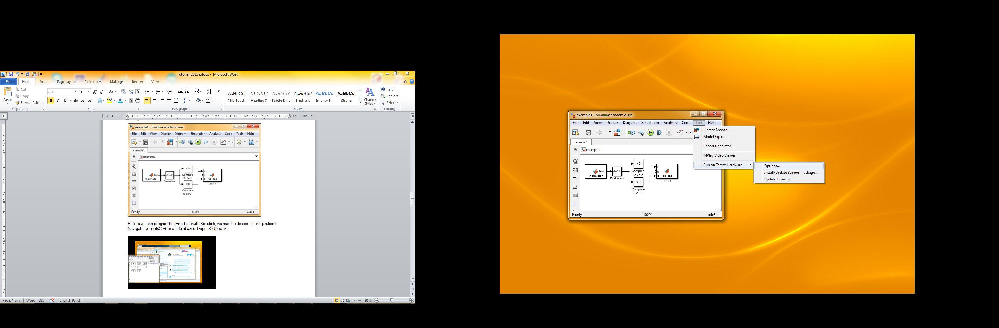 Tutorial_2015a.docx - Microsoft Word
File Home Insert Page Layout References Mailings Review View
Paste
Cut
Copy
Format Painter
Clipboard
Arial 11
Font
Paragraph
AaBbCcI 1.1.1.1.1.1 AaBbCcI AaBbCcL AaBbCc AaBbCcI
¶ No Spaci... Heading 7 Subtle Em... Emphasis Intense E... Strong
Change
Styles
Styles
Find
Replace
Select
Editing
example1 - Simulink academic use
File Edit View Display Diagram Simulation Analysis Code Tools Help
example1
example1
thermistor temp
du/dt
Derivative
> 0
Compare
To Zero
< 0
Compare
To Zero7
r
g
b rgb_led
LED 1
Ready 100% ode3
Before we can program the Engduino with Simulink, we need to do some configurations.
Navigate to Tools>>Run on Hardware Target>>Options
Page: 4 of 7 Words: 881 English (U.K.) 85%
example1 - Simulink academic use
File Edit View Display Diagram Simulation Analysis Code Tools Help
example1
example1
thermistor temp
du/dt
Derivative
> 0
Compare
To Zero
< 0
Compare
To Zero7
r
g
b rgb_led
LED 1
Ready 100% ode3
Library Browser
Model Explorer
Report Generator...
MPlay Video Viewer
Run on Target Hardware
Options...
Install/Update Support Package...
Update Firmware...